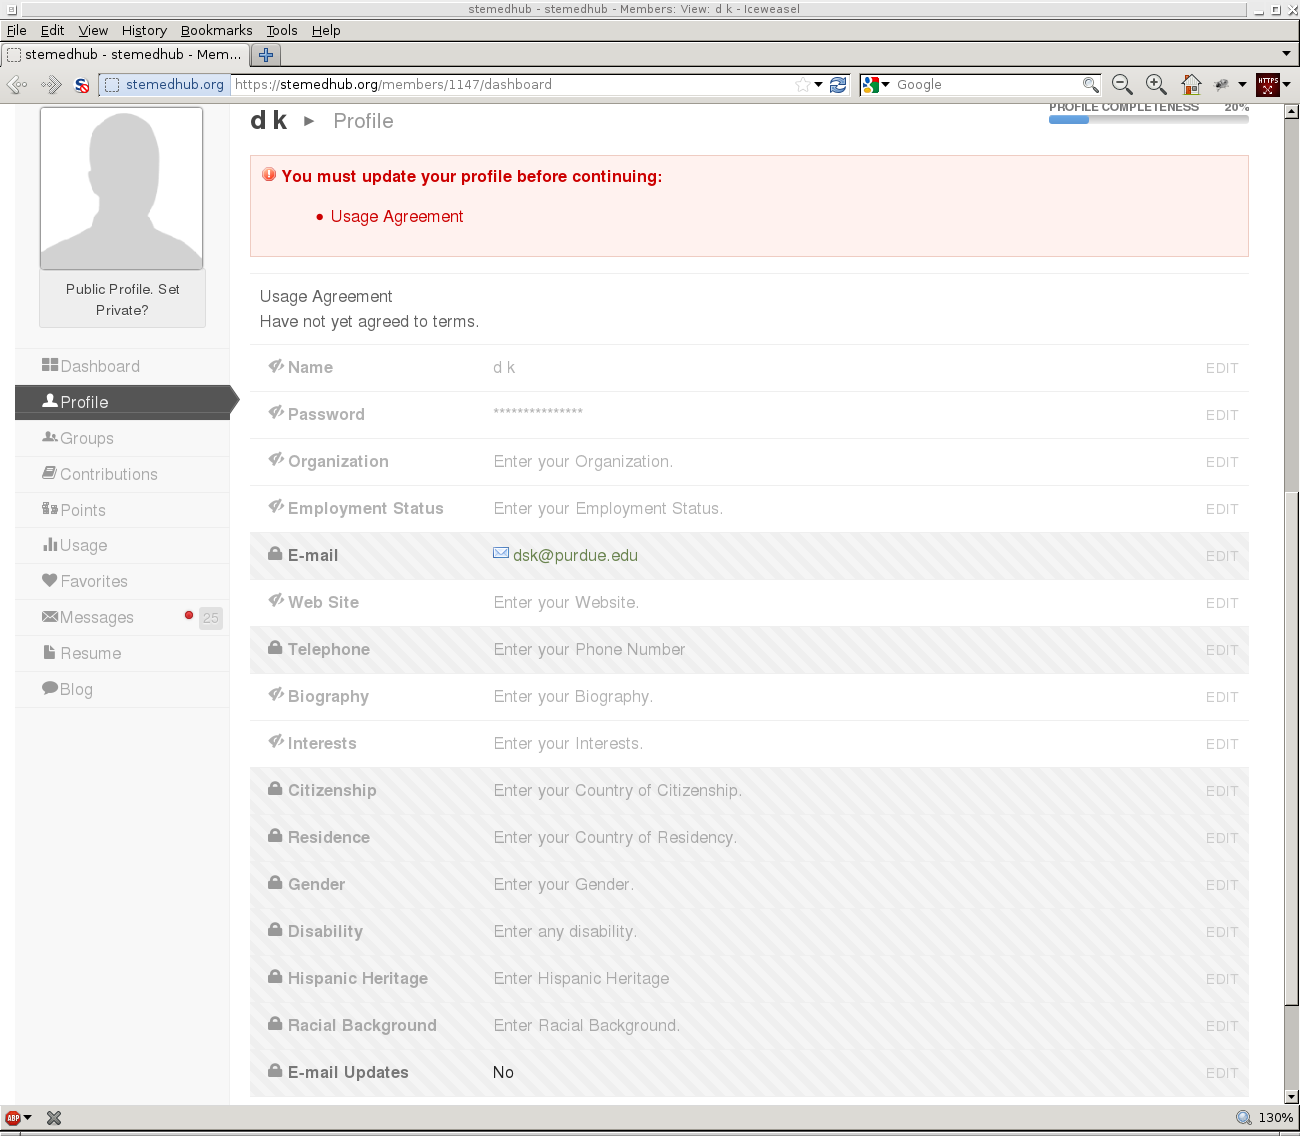 stemedhub - stemedhub - Members: View: d k - Iceweasel
File Edit View History Bookmarks Tools Help
stemedhub - stemedhub - Mem...
stemedhub.org https://stemedhub.org/members/1147/dashboard Google
HTTPS
d k ▸ Profile
PROFILE COMPLETENESS 20%
You must update your profile before continuing:
• Usage Agreement
Public Profile. Set
Private?
Dashboard
Profile
Groups
Contributions
Points
Usage
Favorites
Messages 25
Resume
Blog
Usage Agreement
Have not yet agreed to terms.
Name d k EDIT
Password *************** EDIT
Organization Enter your Organization. EDIT
Employment Status Enter your Employment Status. EDIT
E-mail dsk@purdue.edu EDIT
Web Site Enter your Website. EDIT
Telephone Enter your Phone Number EDIT
Biography Enter your Biography. EDIT
Interests Enter your Interests. EDIT
Citizenship Enter your Country of Citizenship. EDIT
Residence Enter your Country of Residency. EDIT
Gender Enter your Gender. EDIT
Disability Enter any disability. EDIT
Hispanic Heritage Enter Hispanic Heritage EDIT
Racial Background Enter Racial Background. EDIT
E-mail Updates No EDIT
ABP 130%